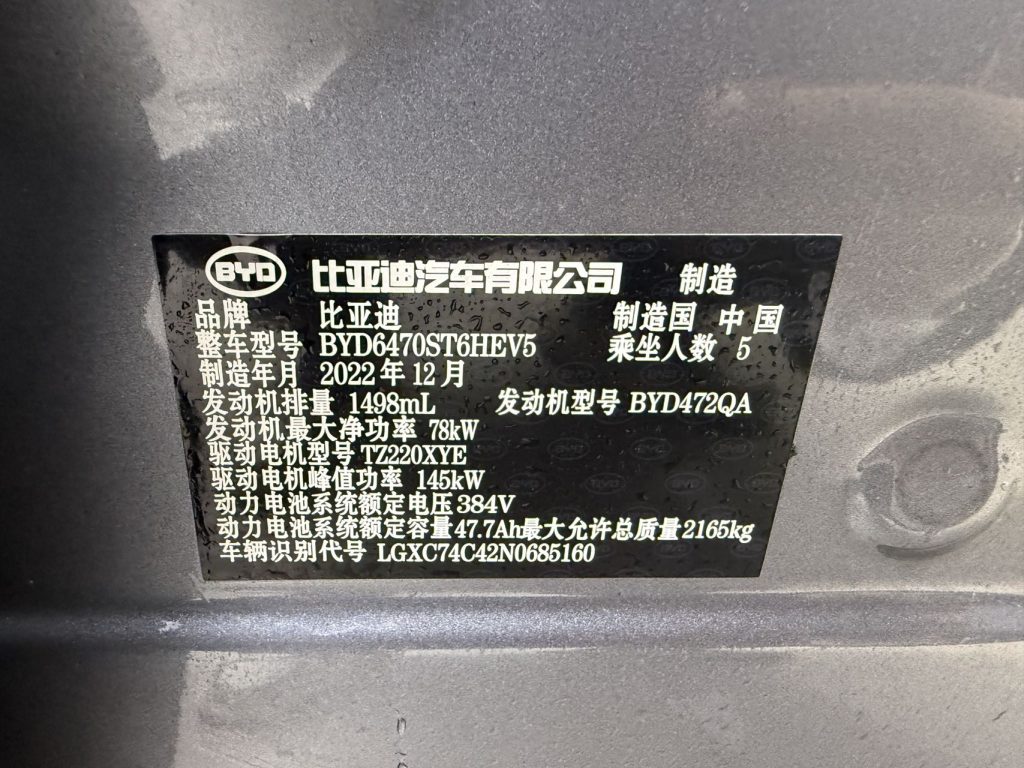 BYD 比亚迪汽车有限公司 制造
品牌 比亚迪 制造国 中国
整车型号 BYD6470ST6HEV5 乘坐人数 5
制造年月 2022年12月
发动机排量 1498mL 发动机型号 BYD472QA
发动机最大净功率 78kW
驱动电机型号 TZ220XYE
驱动电机峰值功率 145kW
动力电池系统额定电压 384V
动力电池系统额定容量 47.7Ah 最大允许总质量 2165kg
车辆识别代号 LGXC74C42N0685160